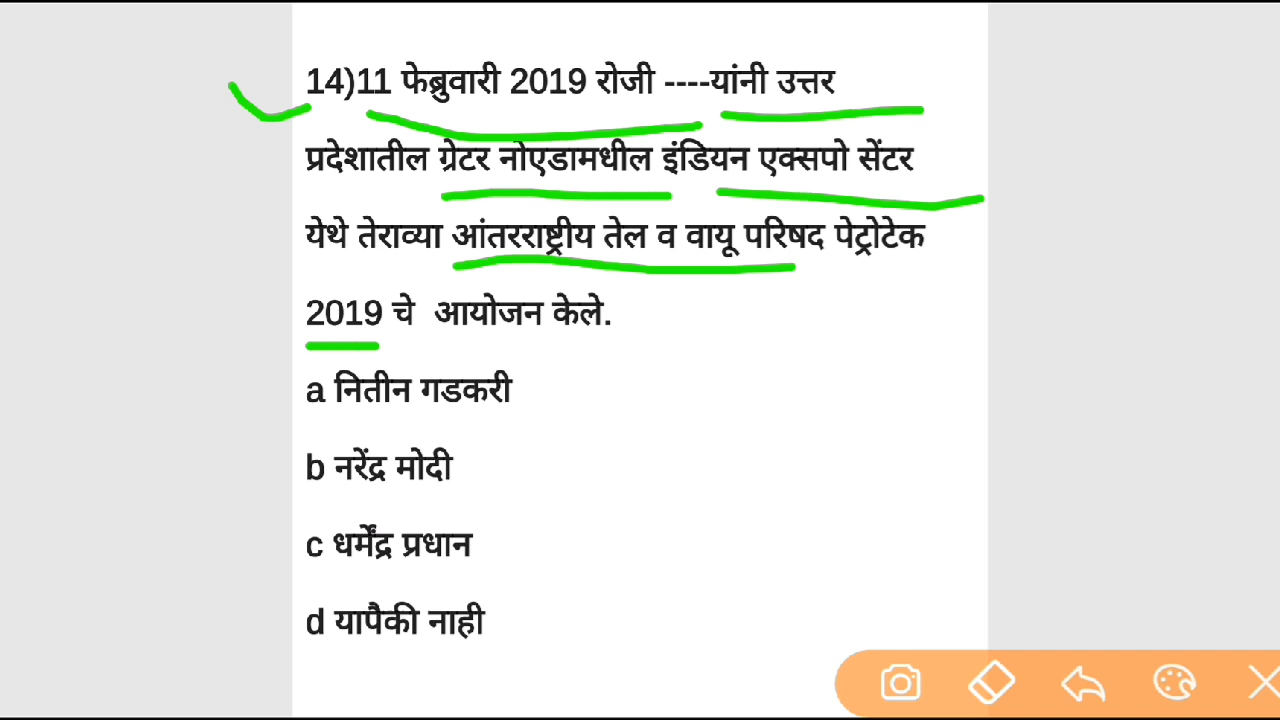 14)11 फेब्रुवारी 2019 रोजी ----यांनी उत्तर
प्रदेशातील ग्रेटर नोएडामधील इंडियन एक्सपो सेंटर
येथे तेराव्या आंतरराष्ट्रीय तेल व वायू परिषद पेट्रोटेक
2019 चे आयोजन केले.
a नितीन गडकरी
b नरेंद्र मोदी
c धर्मेंद्र प्रधान
d यापैकी नाही